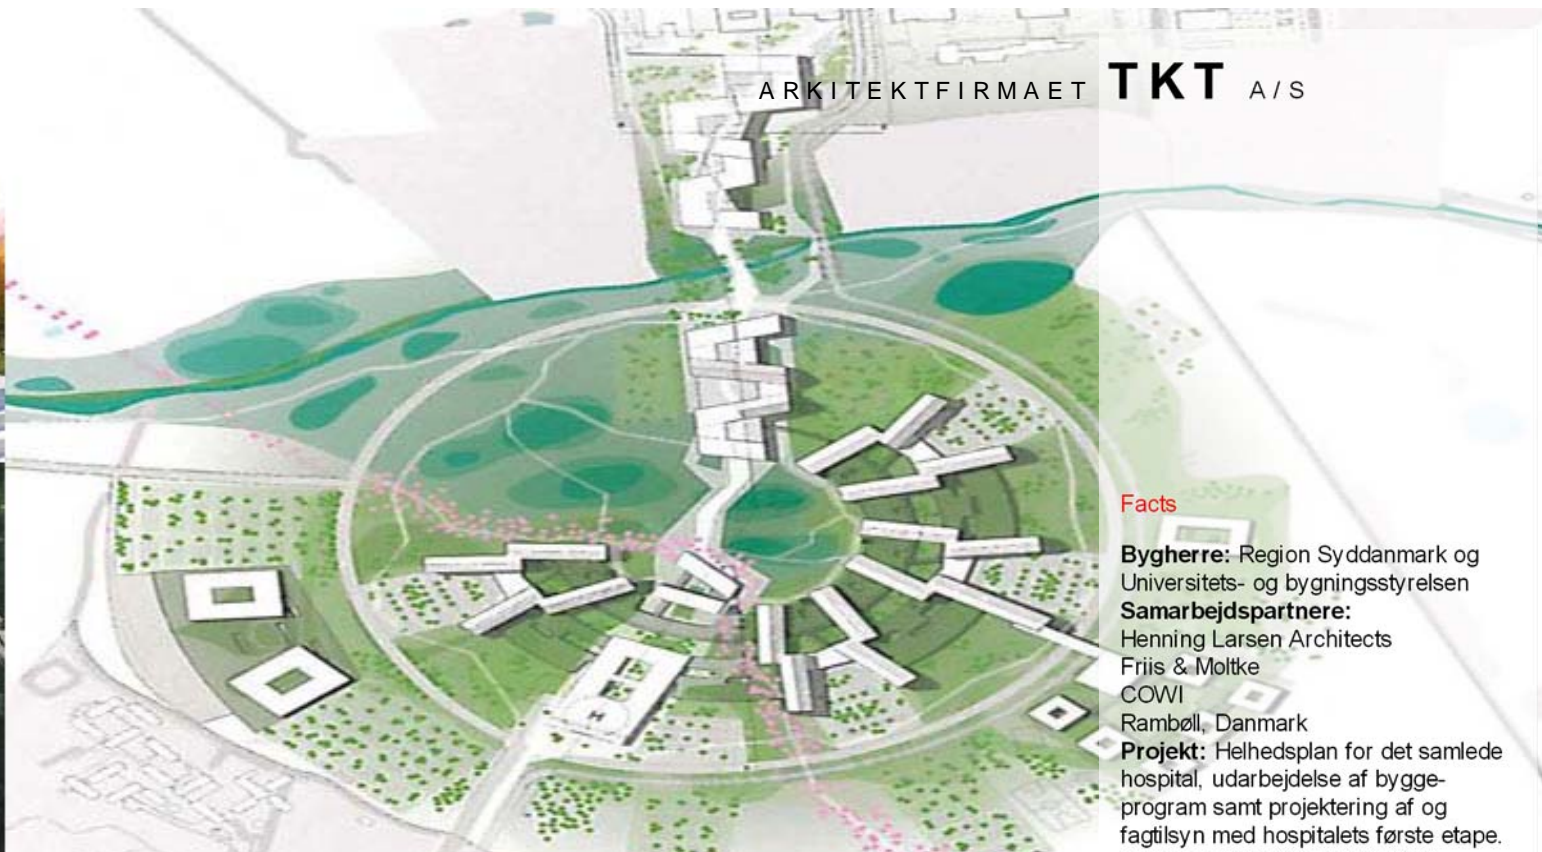 ARKITEKTFIRMAET TKT A/S
Facts
Bygherre: Region Syddanmark og
Universitets- og bygningsstyrelsen
Samarbejdspartnere:
Henning Larsen Architects
Friis & Moltke
COWI
Rambøll, Danmark
Projekt: Helhedsplan for det samlede
hospital, udarbejdelse af bygge-
program samt projektering af og
fagtilsyn med hospitalets første etape.
H